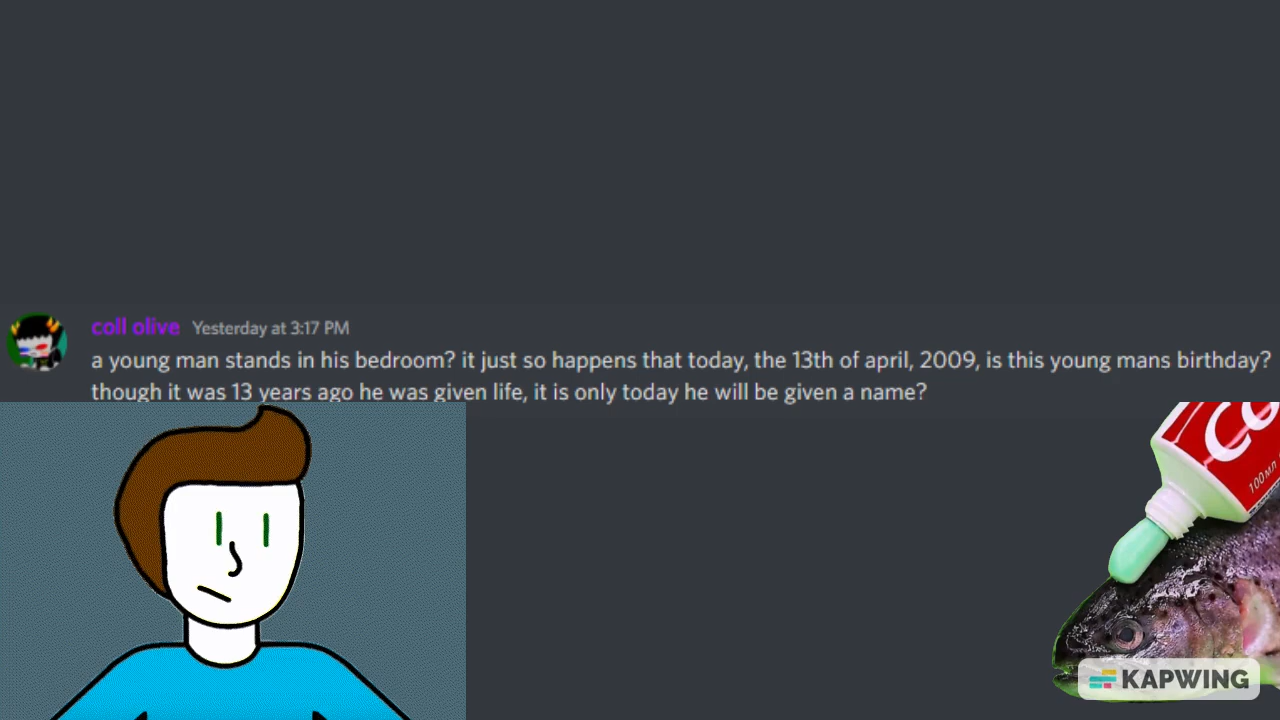 coll olive Yesterday at 3:17 PM
a young man stands in his bedroom? it just so happens that today, the 13th of april, 2009, is this young mans birthday?
though it was 13 years ago he was given life, it is only today he will be given a name?
Co
100мл
KAPWING